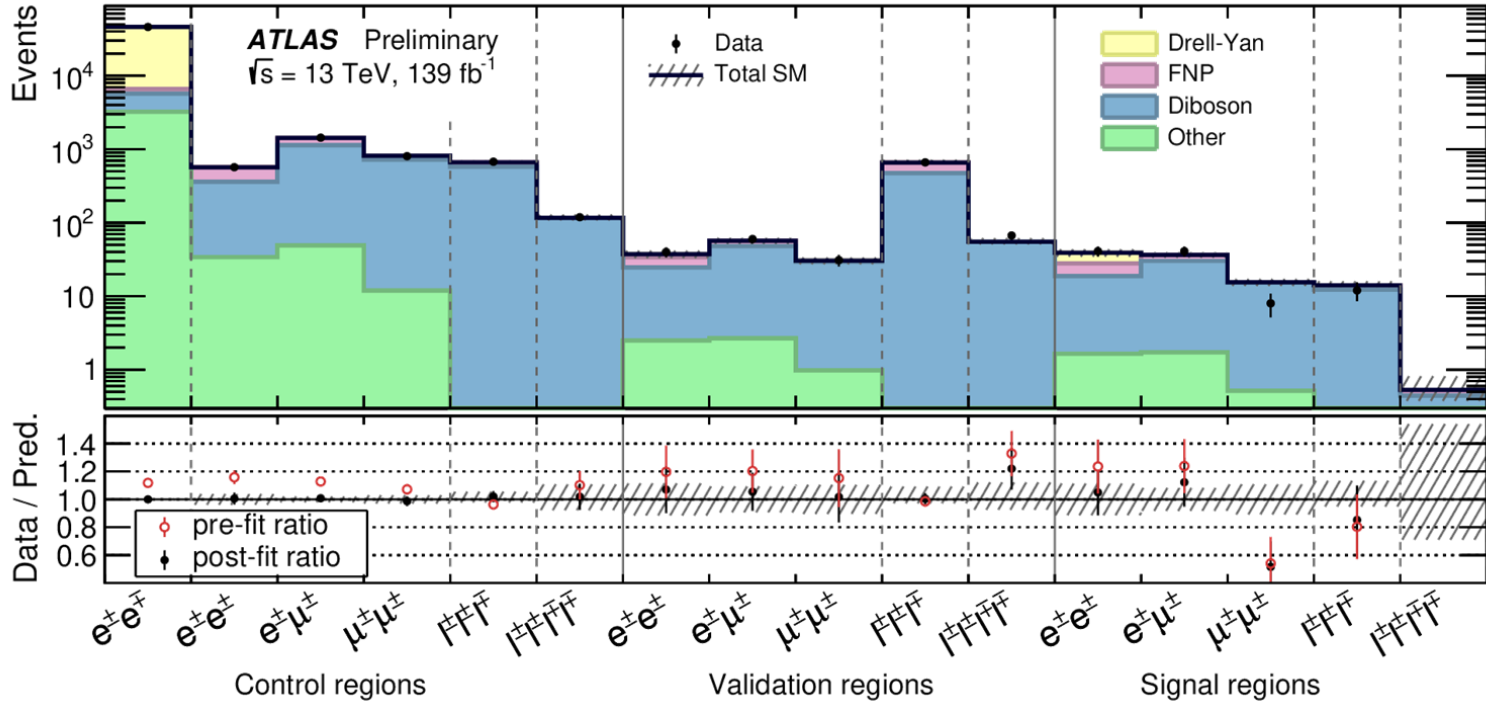 Events
10⁴
10³
10²
10
1
ATLAS Preliminary
√s = 13 TeV, 139 fb⁻¹
Data
Total SM
Drell-Yan
FNP
Diboson
Other
Data / Pred.
1.4
1.2
1.0
0.8
0.6
pre-fit ratio
post-fit ratio
e±e∓ e±e± e±μ± μ±μ± l±l±l∓ l±l±l∓l∓ e±e± e±μ± μ±μ± l±l±l∓ l±l±l∓l∓ e±e± e±μ± μ±μ± l±l±l∓ l±l±l∓l∓
Control regions Validation regions Signal regions